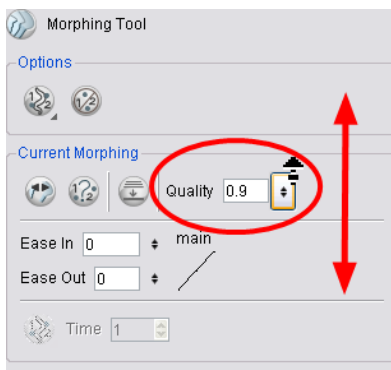 Morphing Tool
Options
Current Morphing
Quality 0.9
Ease In 0 main
Ease Out 0
Time 1